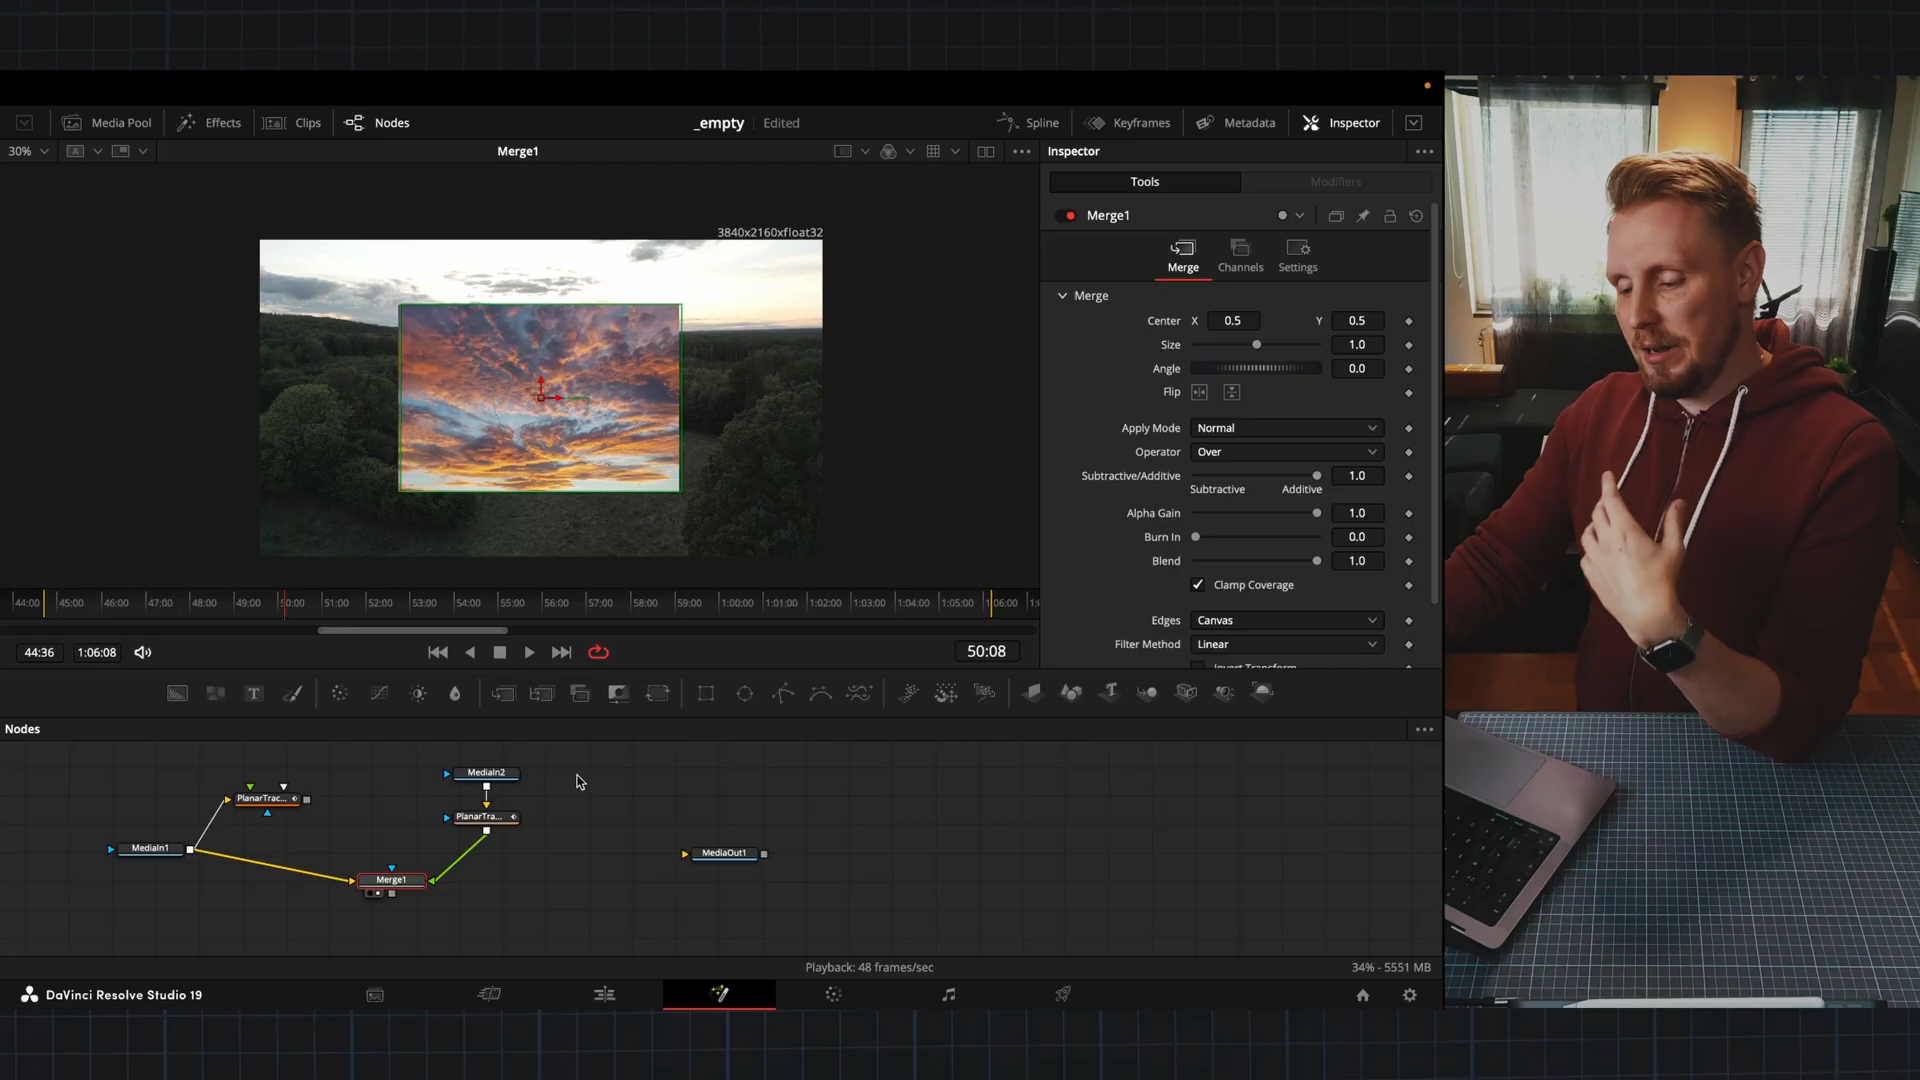 Media Pool Effects Clips Nodes _empty Edited Spline Keyframes Metadata Inspector
30% A Merge1 Inspector
Tools Modifiers
Merge1
3840x2160xfloat32
Merge Channels Settings
Merge
Center X 0.5 Y 0.5
Size 1.0
Angle 0.0
Flip
Apply Mode Normal
Operator Over
Subtractive/Additive 1.0
Subtractive Additive
Alpha Gain 1.0
Burn In 0.0
Blend 1.0
Clamp Coverage
Edges Canvas
Filter Method Linear
Invert Transform
44:00 45:00 46:00 47:00 48:00 49:00 50:00 51:00 52:00 53:00 54:00 55:00 56:00 57:00 58:00 59:00 1:00:00 1:01:00 1:02:00 1:03:00 1:04:00 1:05:00 1:06:00
44:36 1:06:08 50:08
Nodes
MediaIn2
PlanarTrac...
PlanarTra...
MediaIn1
MediaOut1
Merge1
Playback: 48 frames/sec 34% - 5551 MB
DaVinci Resolve Studio 19